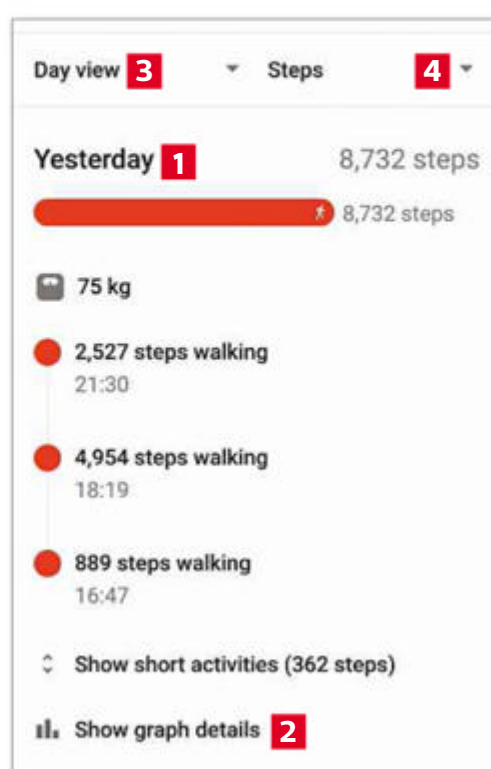 Day view 3 Steps 4
Yesterday 1 8,732 steps
8,732 steps
75 kg
2,527 steps walking
21:30
4,954 steps walking
18:19
889 steps walking
16:47
Show short activities (362 steps)
Show graph details 2